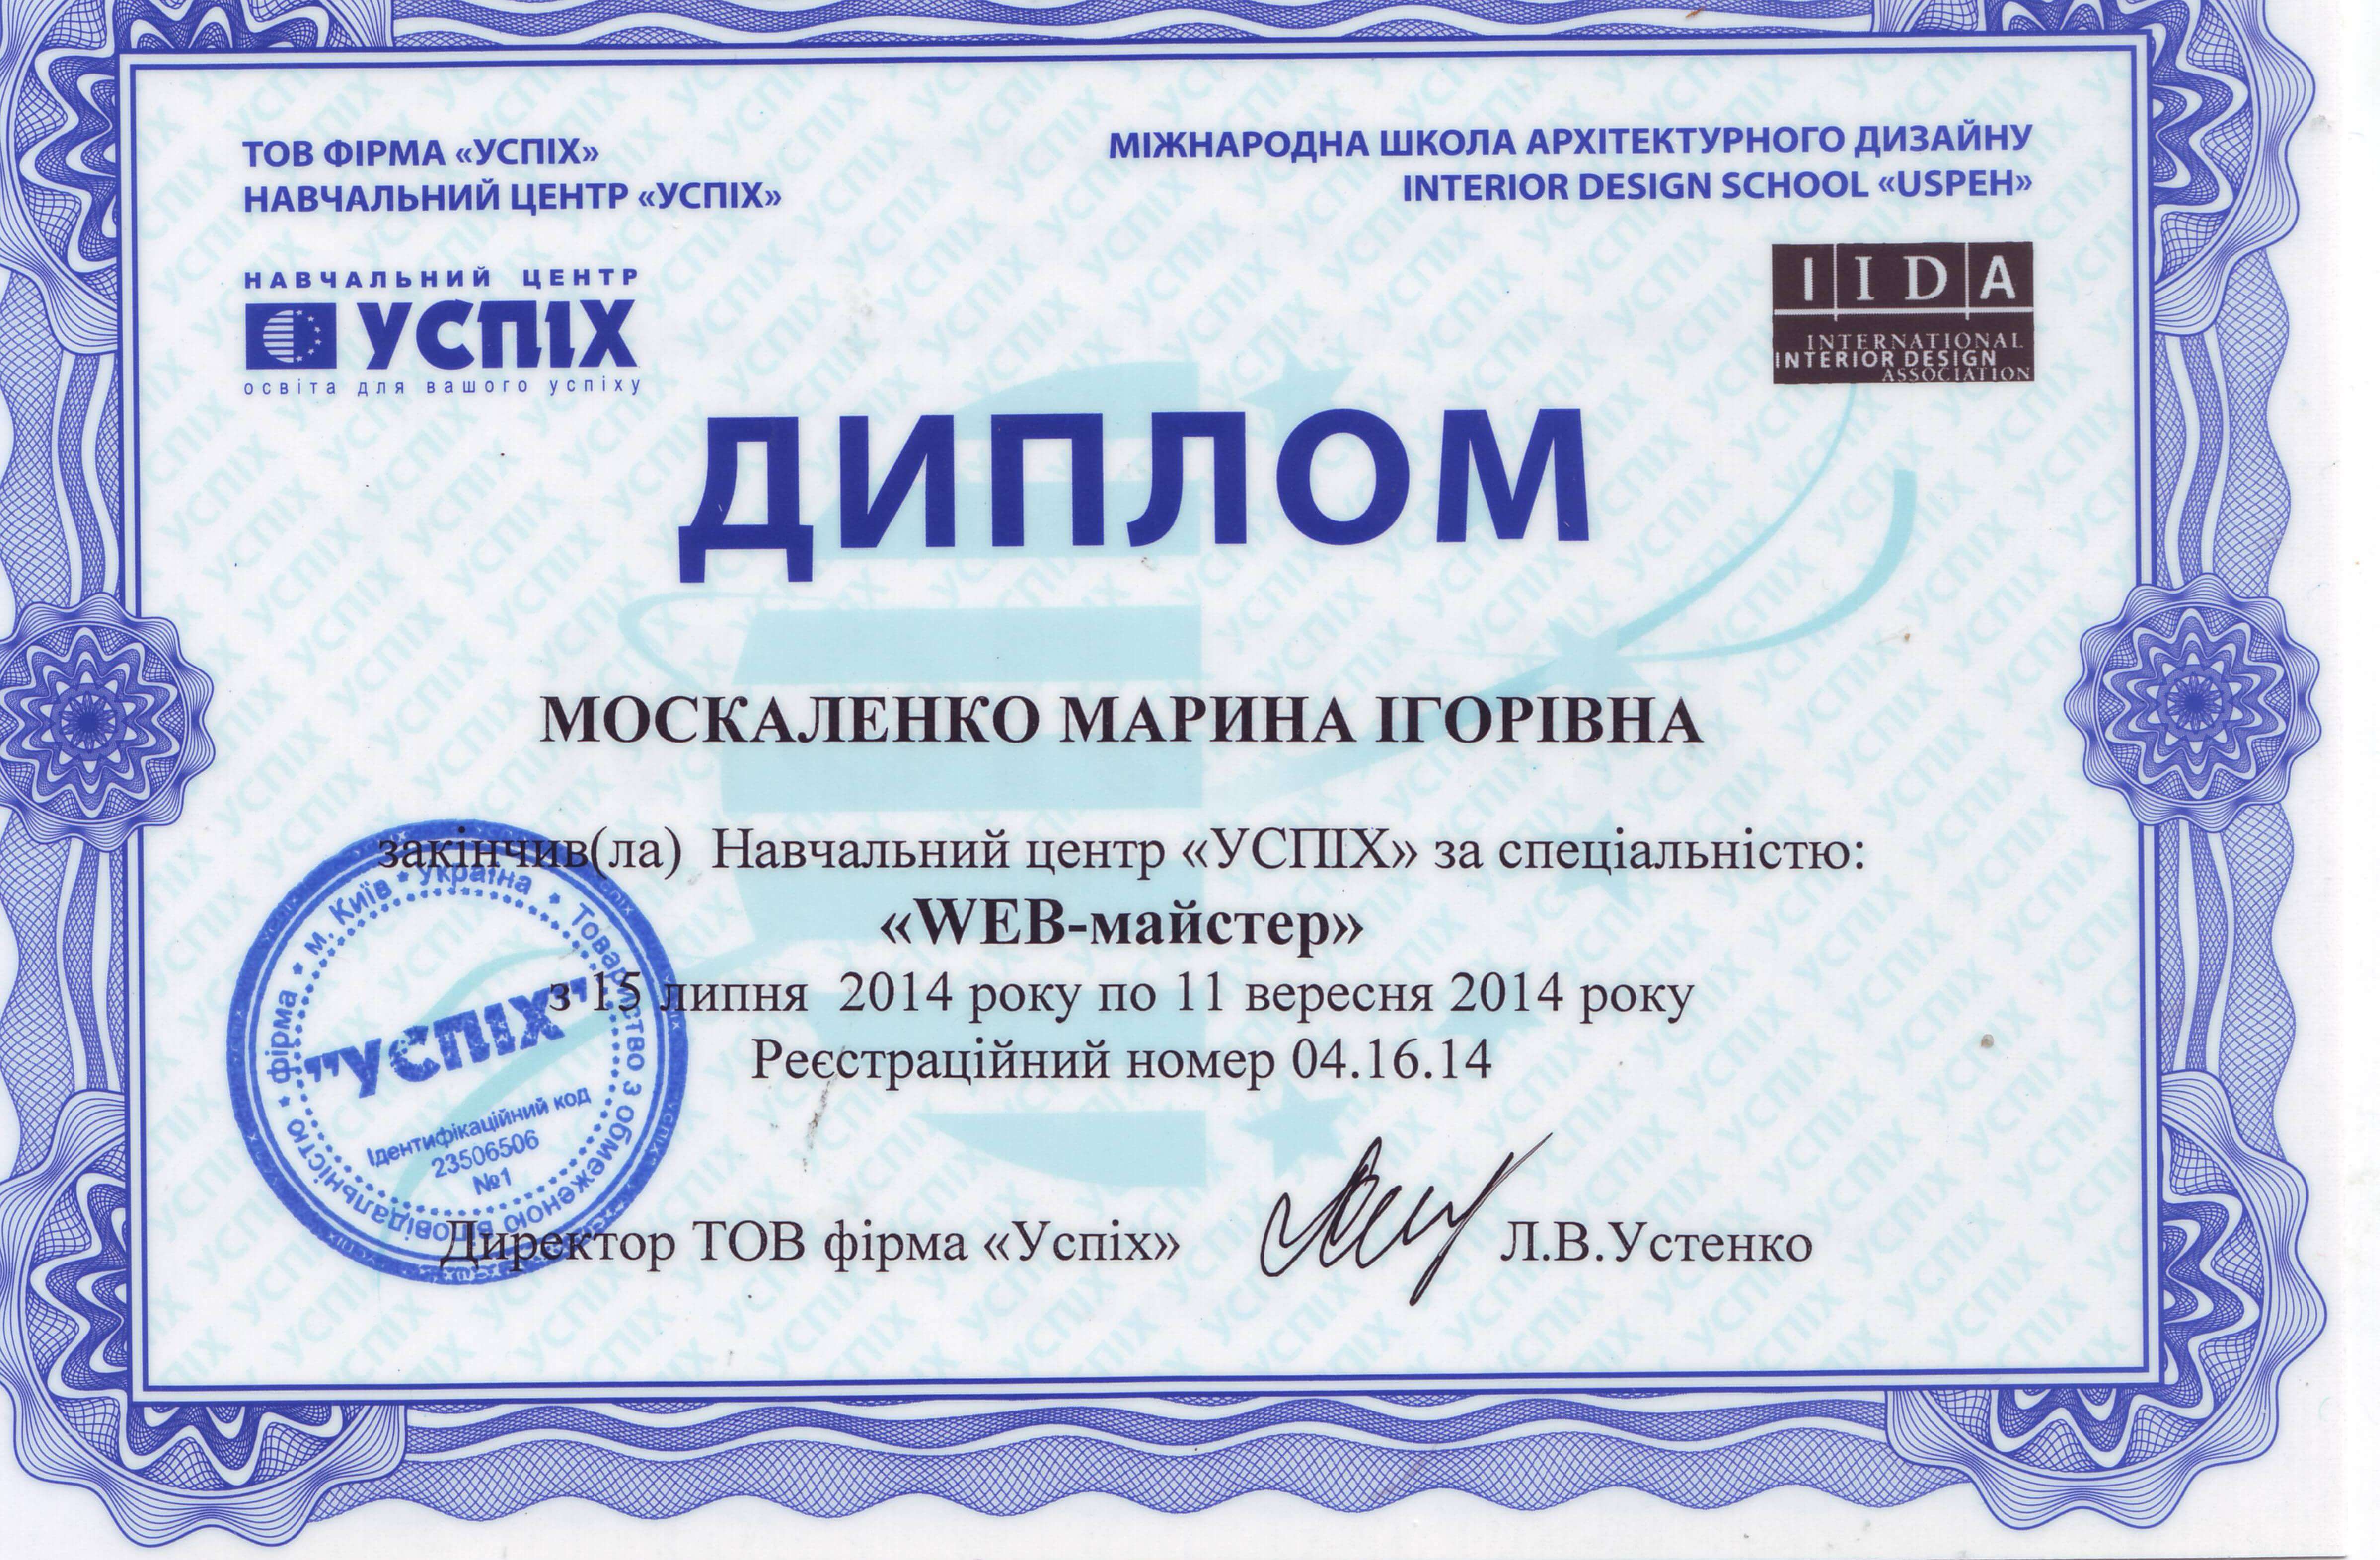 ТОВ ФІРМА «УСПІХ»
НАВЧАЛЬНИЙ ЦЕНТР «УСПІХ»
МІЖНАРОДНА ШКОЛА АРХІТЕКТУРНОГО ДИЗАЙНУ
INTERIOR DESIGN SCHOOL «USPEH»
НАВЧАЛЬНИЙ ЦЕНТР
УСПІХ
освіта для вашого успіху
IIDA
INTERNATIONAL
INTERIOR DESIGN
ASSOCIATION
ДИПЛОМ
МОСКАЛЕНКО МАРИНА ІГОРІВНА
закінчив(ла) Навчальний центр «УСПІХ» за спеціальністю:
«WEB-майстер»
з 15 липня 2014 року по 11 вересня 2014 року
Реєстраційний номер 04.16.14
Директор ТОВ фірма «Успіх» Л.В.Устенко
м. Київ * Україна * Товариство з обмеженою відповідальністю * фірма *
"УСПІХ"
Ідентифікаційний код
23506506
№1